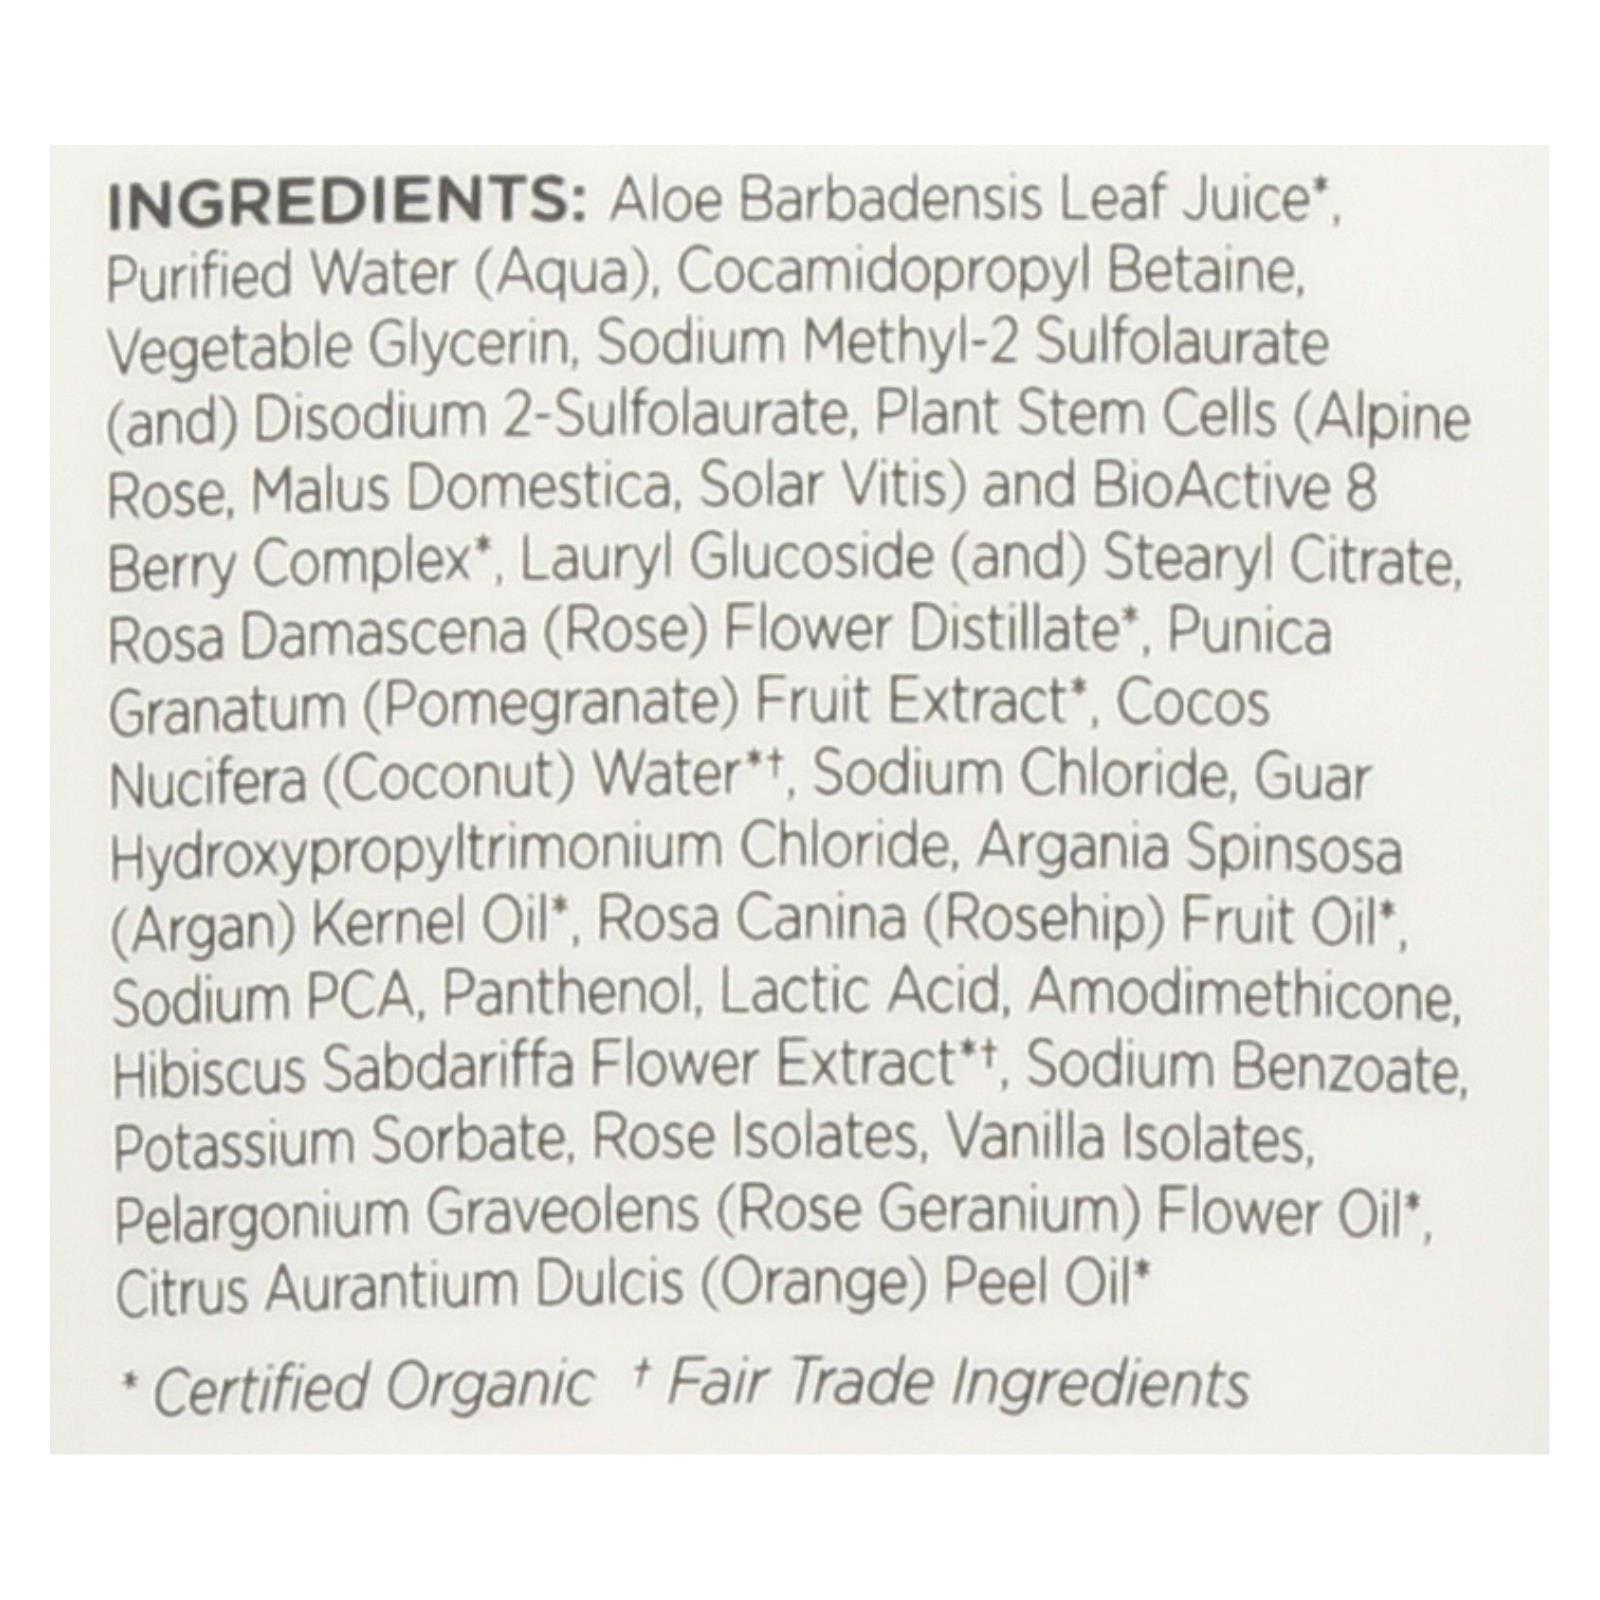 INGREDIENTS: Aloe Barbadensis Leaf Juice*,
Purified Water (Aqua), Cocamidopropyl Betaine,
Vegetable Glycerin, Sodium Methyl-2 Sulfolaurate
(and) Disodium 2-Sulfolaurate, Plant Stem Cells (Alpine
Rose, Malus Domestica, Solar Vitis) and BioActive 8
Berry Complex*, Lauryl Glucoside (and) Stearyl Citrate,
Rosa Damascena (Rose) Flower Distillate*, Punica
Granatum (Pomegranate) Fruit Extract*, Cocos
Nucifera (Coconut) Water*†, Sodium Chloride, Guar
Hydroxypropyltrimonium Chloride, Argania Spinsosa
(Argan) Kernel Oil*, Rosa Canina (Rosehip) Fruit Oil*,
Sodium PCA, Panthenol, Lactic Acid, Amodimethicone,
Hibiscus Sabdariffa Flower Extract*†, Sodium Benzoate,
Potassium Sorbate, Rose Isolates, Vanilla Isolates,
Pelargonium Graveolens (Rose Geranium) Flower Oil*,
Citrus Aurantium Dulcis (Orange) Peel Oil*
* Certified Organic † Fair Trade Ingredients